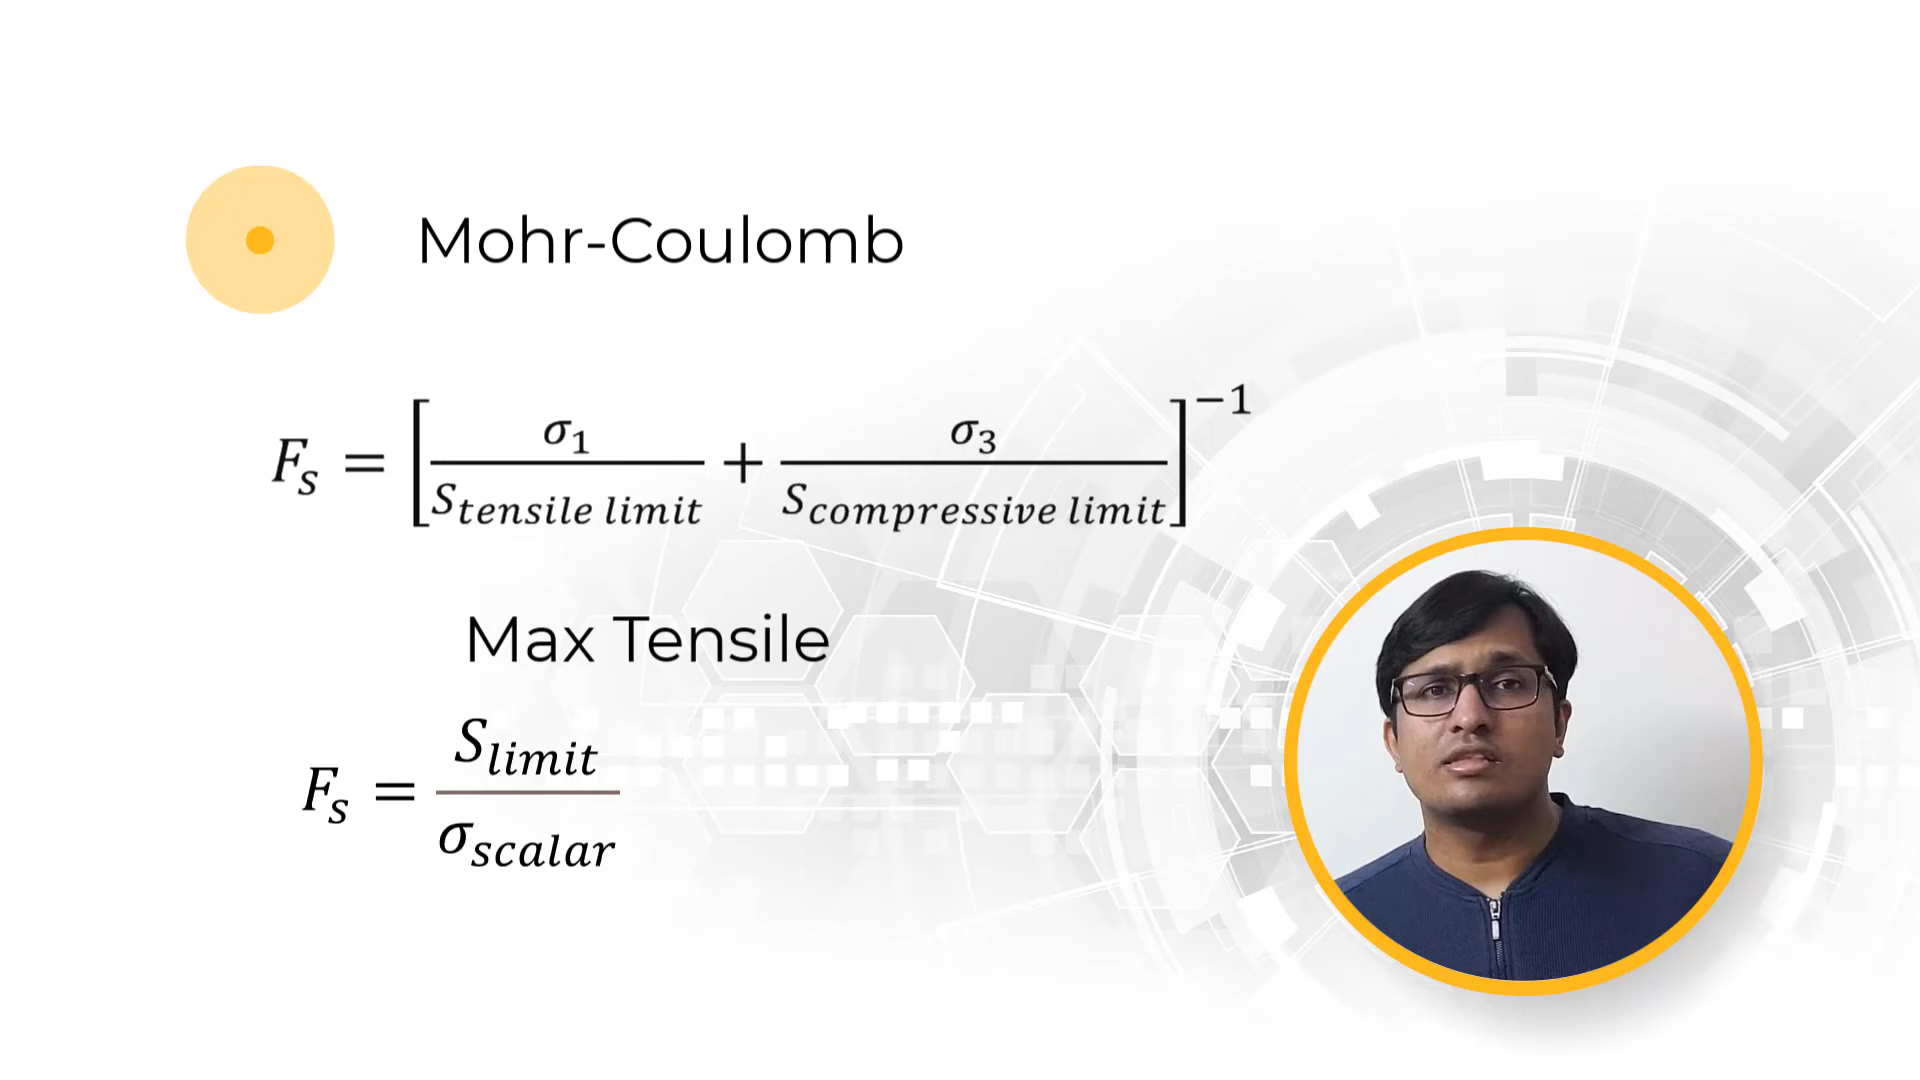 Mohr-Coulomb
F_s = [σ_1 / S_tensile limit + σ_3 / S_compressive limit]^−1
Max Tensile
F_s = S_limit / σ_scalar